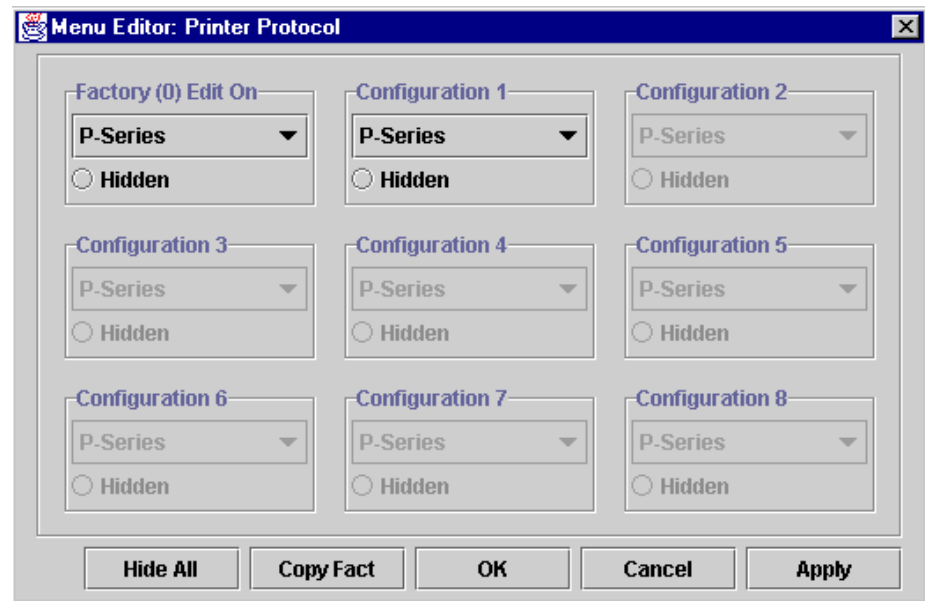 Menu Editor: Printer Protocol
Factory (0) Edit On Configuration 1 Configuration 2
P-Series P-Series P-Series
Hidden Hidden Hidden
Configuration 3 Configuration 4 Configuration 5
P-Series P-Series P-Series
Hidden Hidden Hidden
Configuration 6 Configuration 7 Configuration 8
P-Series P-Series P-Series
Hidden Hidden Hidden
Hide All Copy Fact OK Cancel Apply